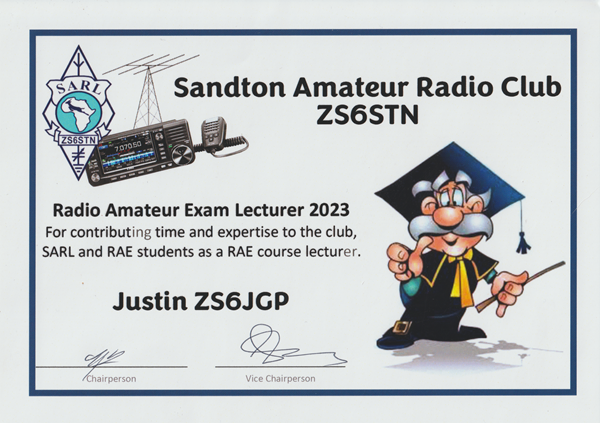 Sandton Amateur Radio Club
ZS6STN
SARL
ZS6STN
7.070.50
Radio Amateur Exam Lecturer 2023
For contributing time and expertise to the club,
SARL and RAE students as a RAE course lecturer.
Justin ZS6JGP
Chairperson
Vice Chairperson